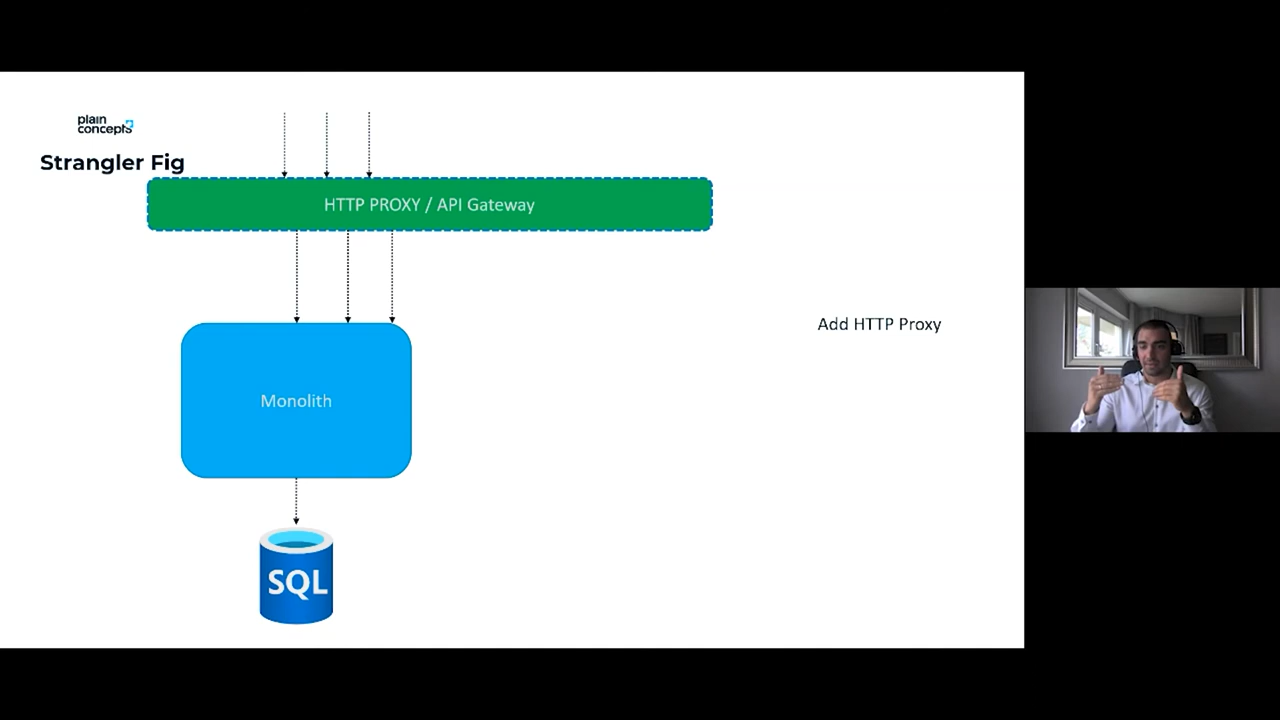 plain
concepts
Strangler Fig
HTTP PROXY / API Gateway
Add HTTP Proxy
Monolith
SQL